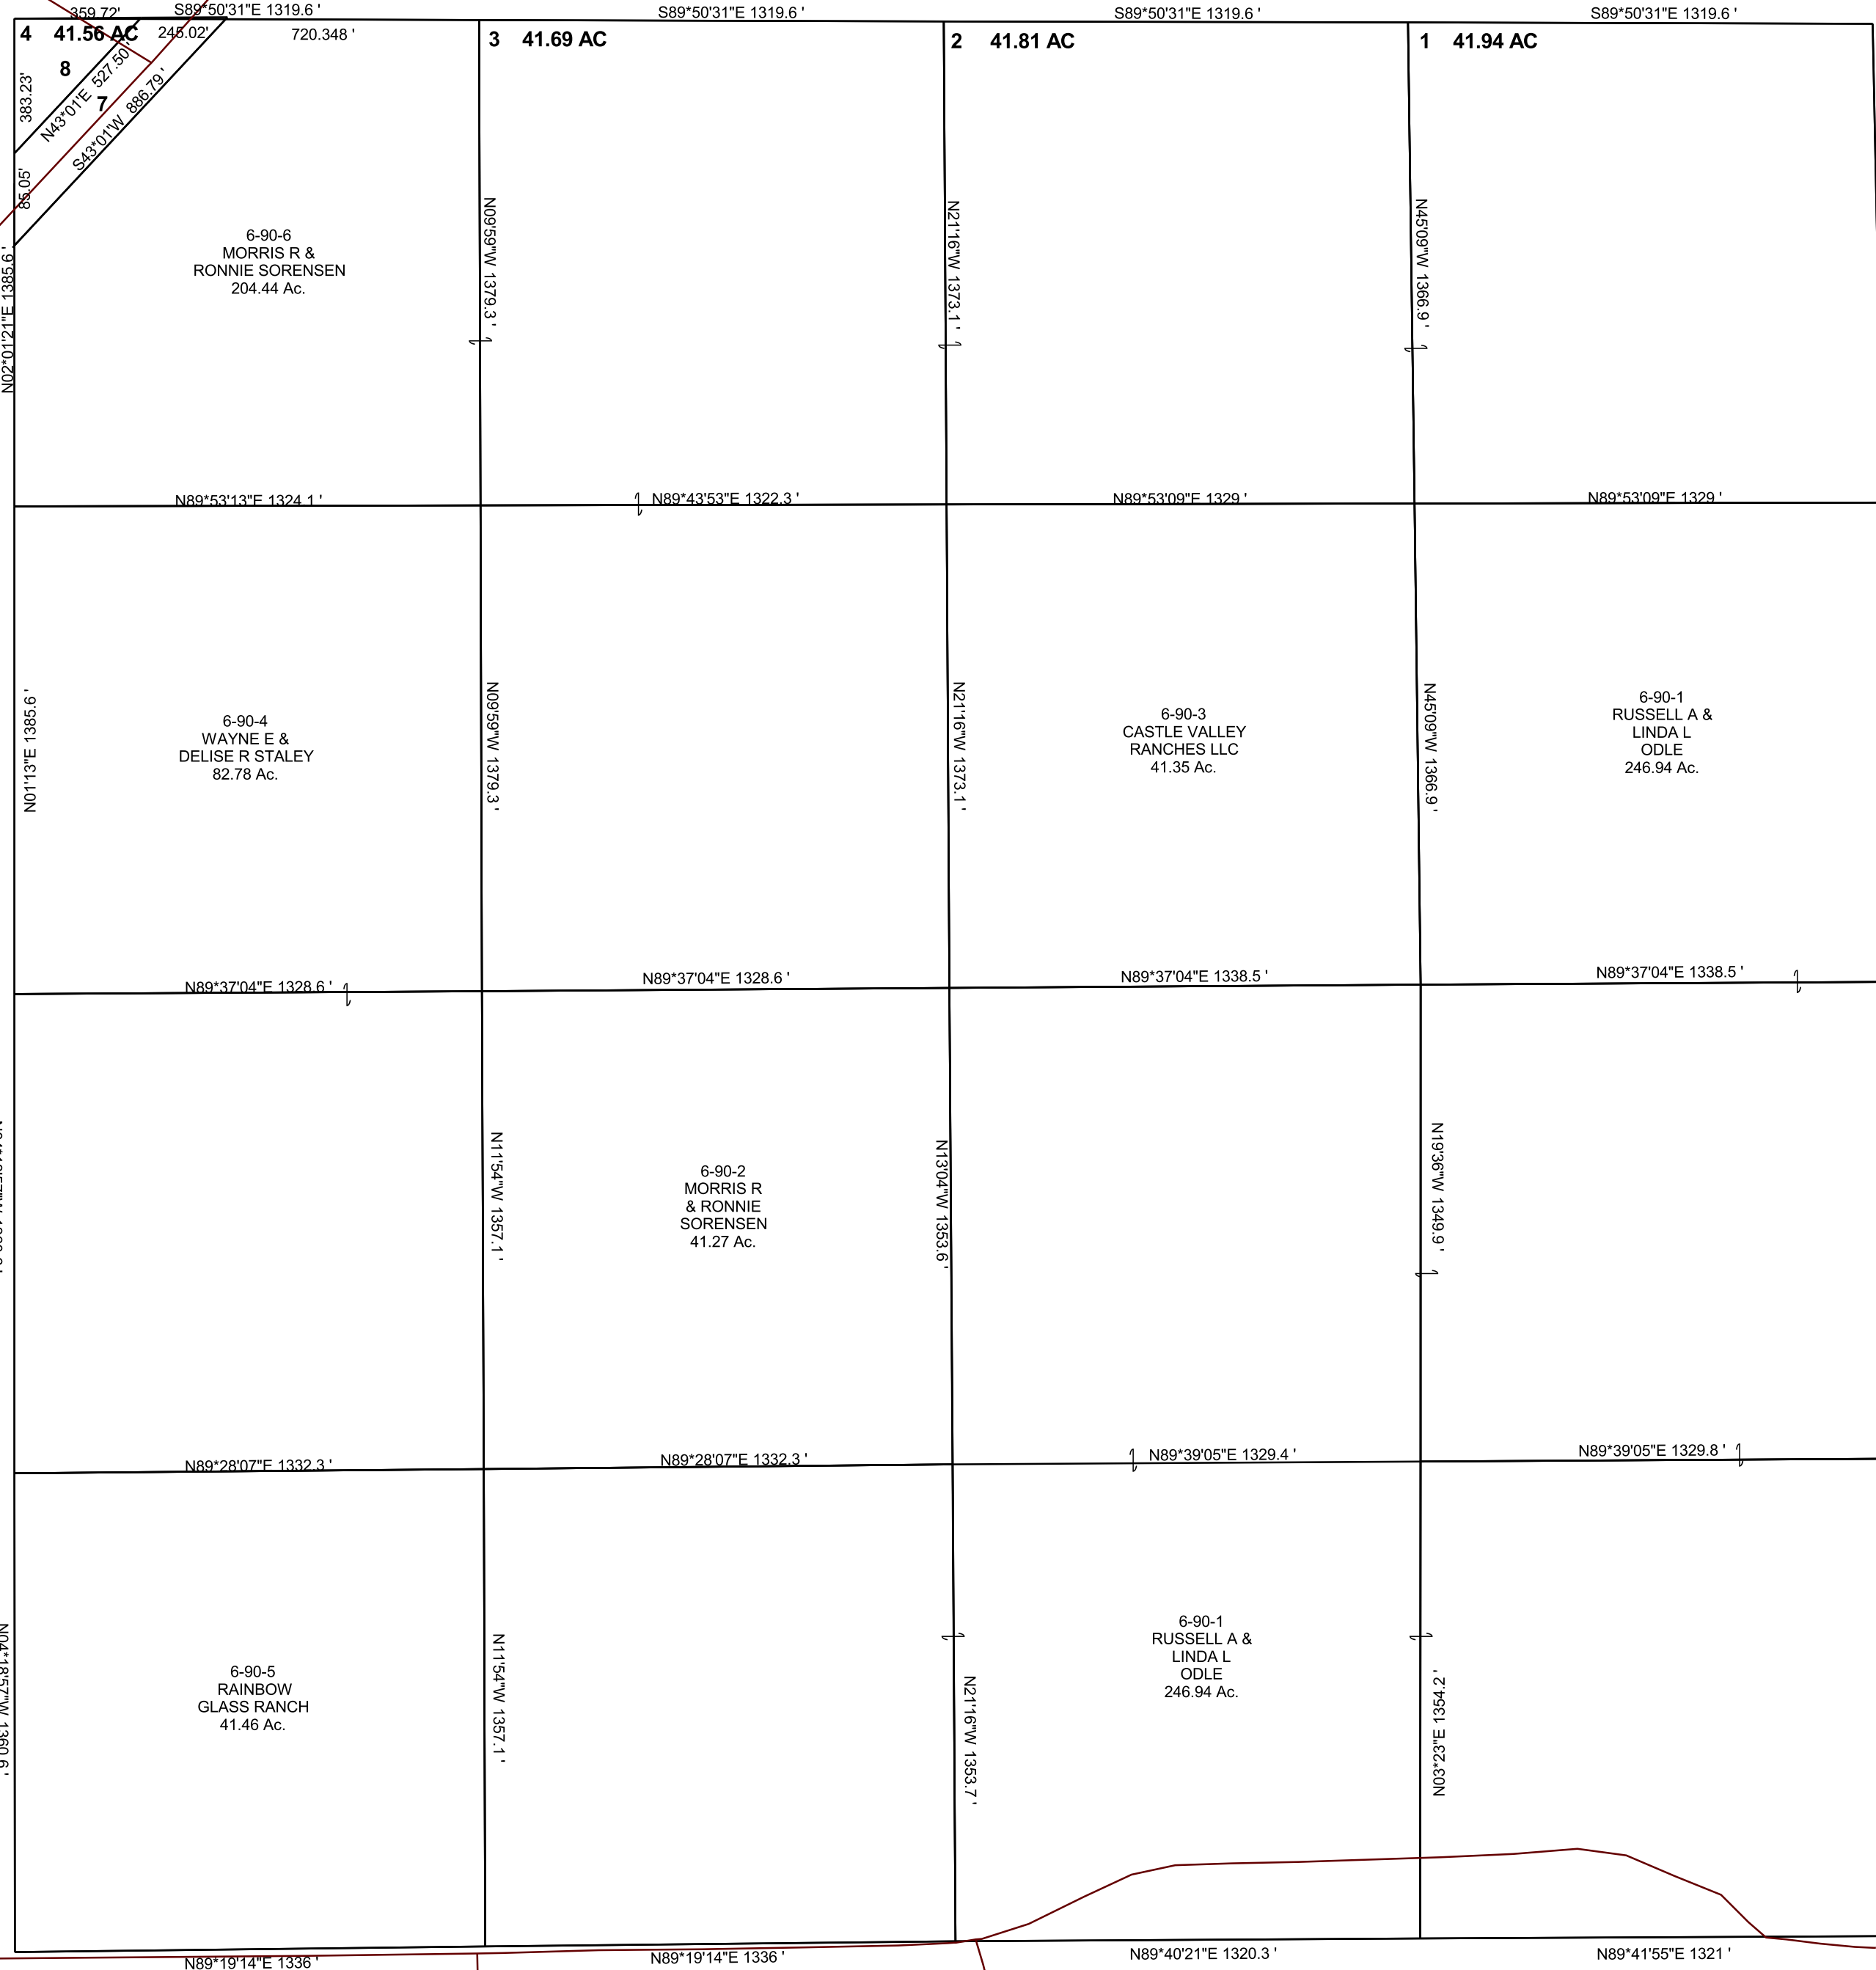 359.72'
S89*50'31"E 1319.6 '
S89*50'31"E 1319.6 '
S89*50'31"E 1319.6 '
S89*50'31"E 1319.6 '
4 41.56 AC
245.02'
720.348 '
3 41.69 AC
2 41.81 AC
1 41.94 AC
8
7
383.23'
N43*01'E 527.50'
S43*01'W 886.79 '
85.05'
N02*01'21"E 1385.6 '
6-90-6
MORRIS R &
RONNIE SORENSEN
204.44 Ac.
N09'59"W 1379.3 '
N21'16"W 1373.1 '
N45'09"W 1366.9 '
N89*53'13"E 1324.1 '
N89*43'53"E 1322.3 '
N89*53'09"E 1329 '
N89*53'09"E 1329 '
N01'13"E 1385.6 '
6-90-4
WAYNE E &
DELISE R STALEY
82.78 Ac.
N09'59"W 1379.3 '
N21'16"W 1373.1 '
6-90-3
CASTLE VALLEY
RANCHES LLC
41.35 Ac.
N45'09"W 1366.9 '
6-90-1
RUSSELL A &
LINDA L
ODLE
246.94 Ac.
N89*37'04"E 1328.6 '
N89*37'04"E 1328.6 '
N89*37'04"E 1338.5 '
N89*37'04"E 1338.5 '
N11'54"W 1357.1 '
6-90-2
MORRIS R
& RONNIE
SORENSEN
41.27 Ac.
N13'04"W 1353.6 '
N19'36"W 1349.9 '
N89*28'07"E 1332.3 '
N89*28'07"E 1332.3 '
N89*39'05"E 1329.4 '
N89*39'05"E 1329.8 '
N04*18'57"W 1360.6 '
6-90-5
RAINBOW
GLASS RANCH
41.46 Ac.
N11'54"W 1357.1 '
N21'16"W 1353.7 '
6-90-1
RUSSELL A &
LINDA L
ODLE
246.94 Ac.
N03*23"E 1354.2 '
N89*19'14"E 1336 '
N89*19'14"E 1336 '
N89*40'21"E 1320.3 '
N89*41'55"E 1321 '